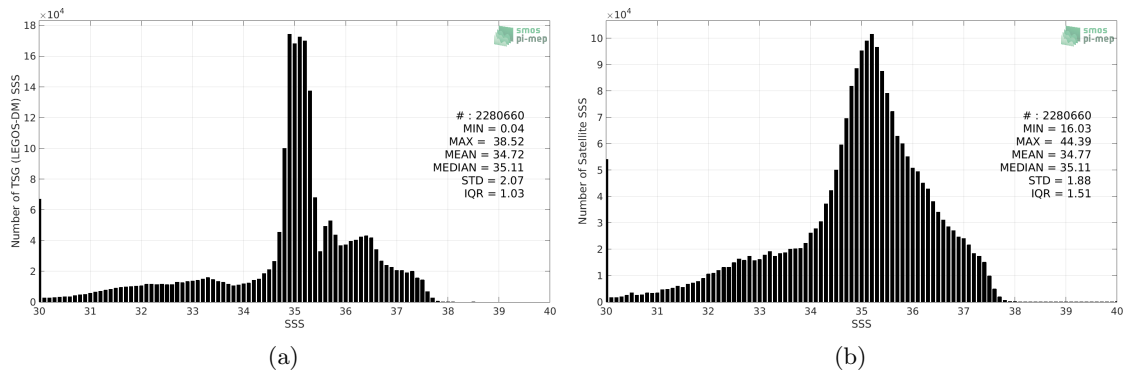 ×10⁴
18
16
14
12
10
8
6
4
2
0
Number of TSG (LEGOS-DM) SSS
30 31 32 33 34 35 36 37 38 39 40
SSS
smos
pi-mep
# : 2280660
MIN = 0.04
MAX = 38.52
MEAN = 34.72
MEDIAN = 35.11
STD = 2.07
IQR = 1.03
(a)
×10⁴
10
9
8
7
6
5
4
3
2
1
0
Number of Satellite SSS
30 31 32 33 34 35 36 37 38 39 40
SSS
smos
pi-mep
# : 2280660
MIN = 16.03
MAX = 44.39
MEAN = 34.77
MEDIAN = 35.11
STD = 1.88
IQR = 1.51
(b)